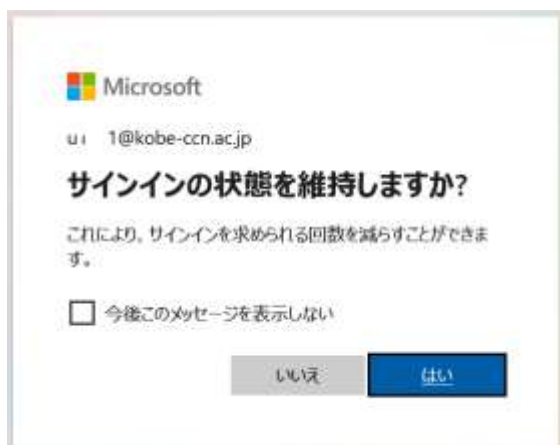 Microsoft
1@kobe-ccn.ac.jp
サインインの状態を維持しますか?
これにより、サインインを求められる回数を減らすことができま
す。
今後このメッセージを表示しない
いいえ
はい